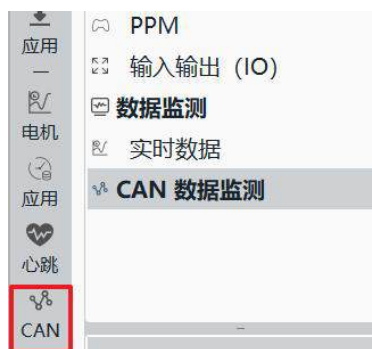 应用
电机
应用
心跳
CAN
PPM
输入输出（IO）
数据监测
实时数据
CAN 数据监测